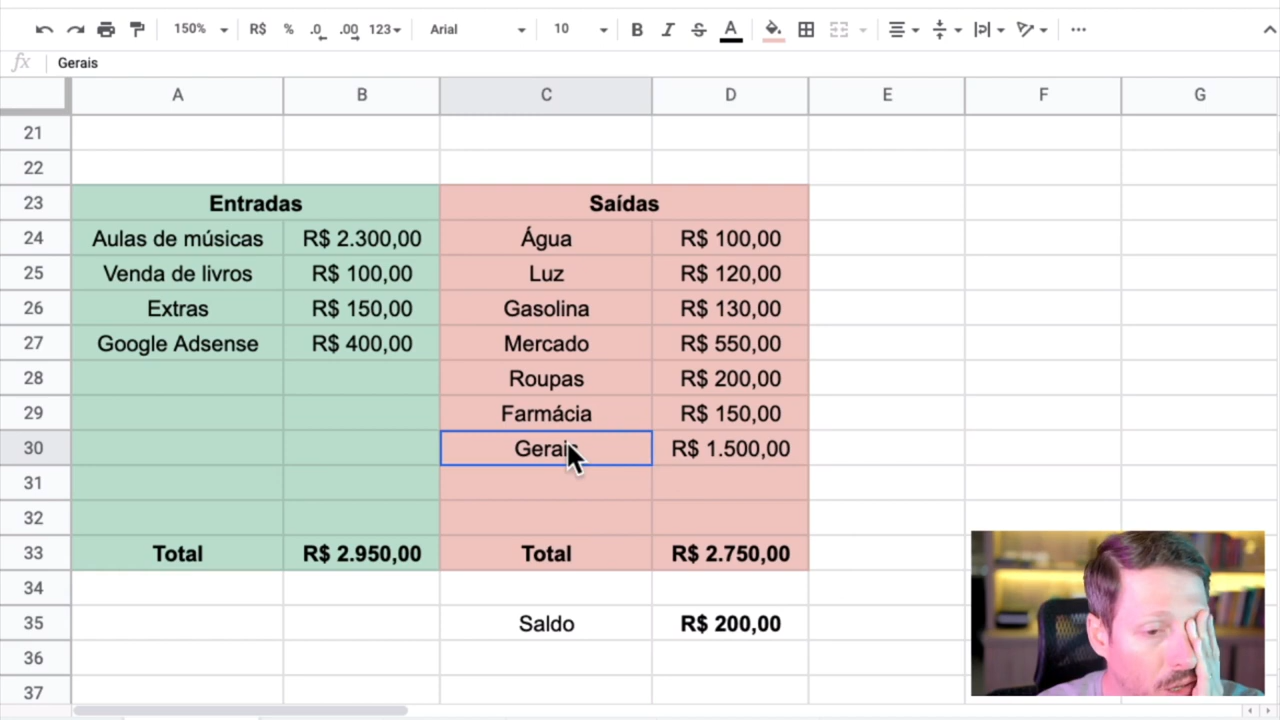 150% R$ % .0 .00 123 Arial 10 B I S A
fx Gerais
A B C D E F G
21
22
23 Entradas Saídas
24 Aulas de músicas R$ 2.300,00 Água R$ 100,00
25 Venda de livros R$ 100,00 Luz R$ 120,00
26 Extras R$ 150,00 Gasolina R$ 130,00
27 Google Adsense R$ 400,00 Mercado R$ 550,00
28 Roupas R$ 200,00
29 Farmácia R$ 150,00
30 Gerais R$ 1.500,00
31
32
33 Total R$ 2.950,00 Total R$ 2.750,00
34
35 Saldo R$ 200,00
36
37